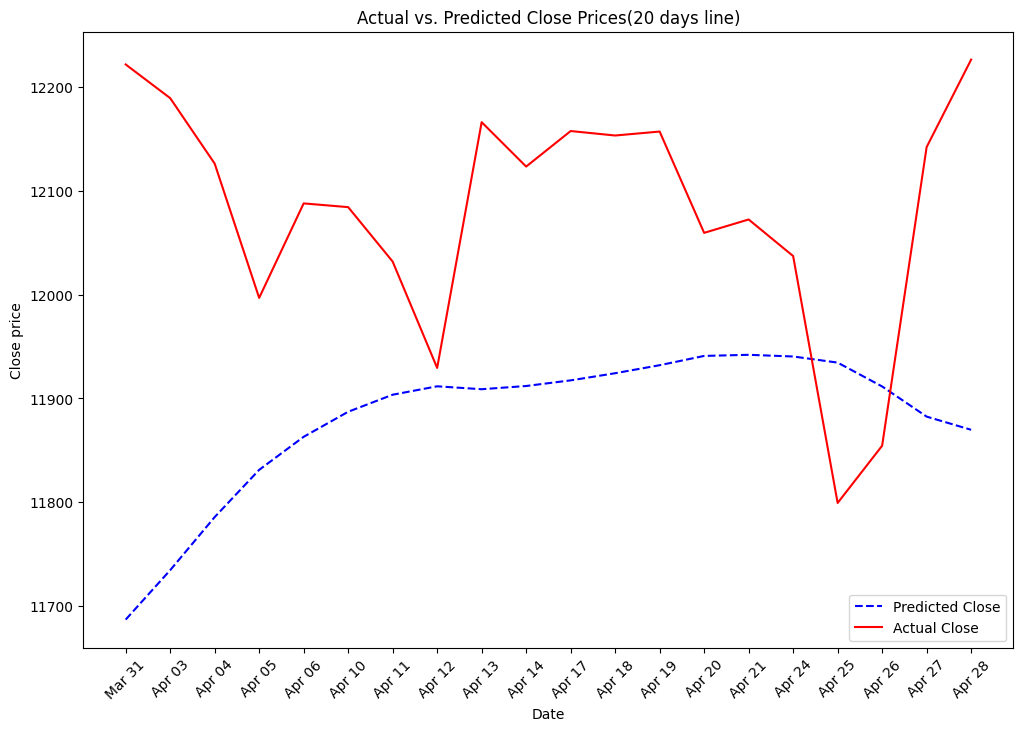 Actual vs. Predicted Close Prices(20 days line)
Close price
12200
12100
12000
11900
11800
11700
Predicted Close
Actual Close
Mar 31
Apr 03
Apr 04
Apr 05
Apr 06
Apr 10
Apr 11
Apr 12
Apr 13
Apr 14
Apr 17
Apr 18
Apr 19
Apr 20
Apr 21
Apr 24
Apr 25
Apr 26
Apr 27
Apr 28
Date